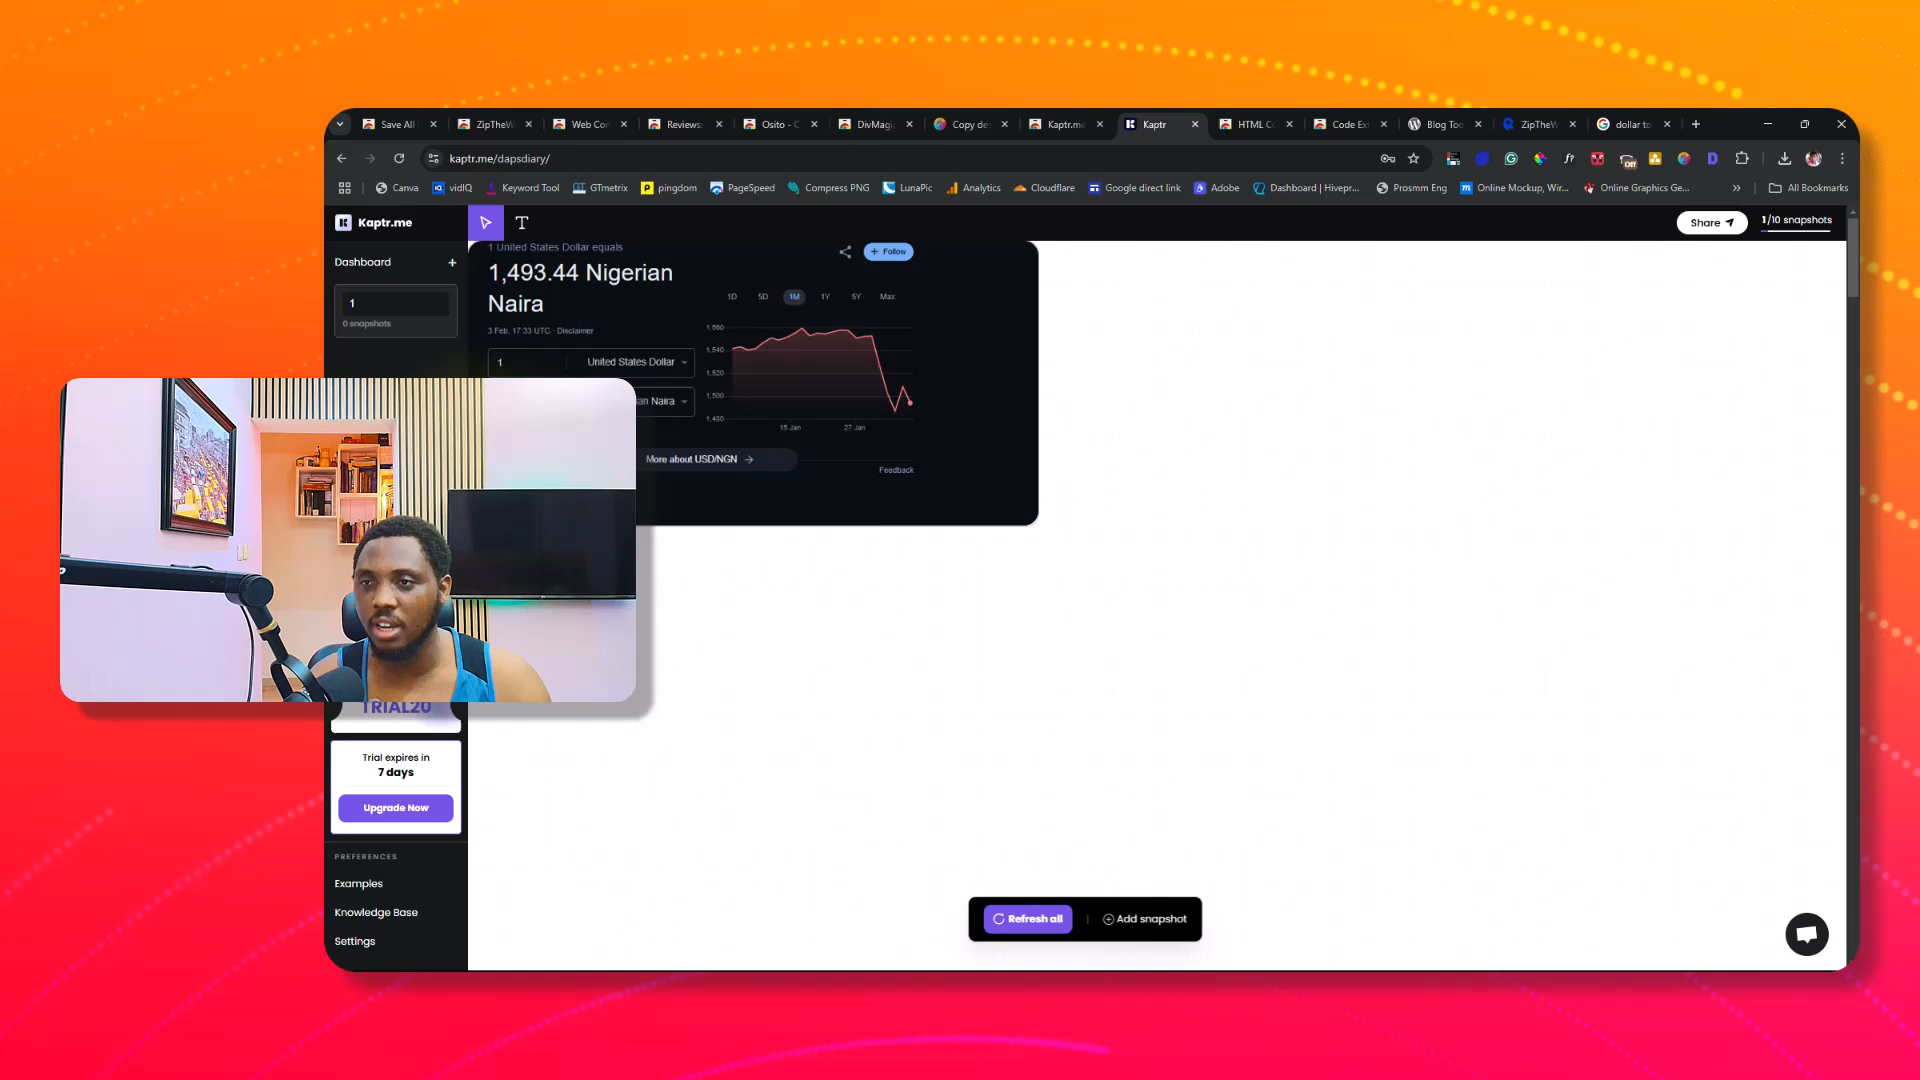 Save All
ZipTheW
Web Cor
Reviews:
Osito - C
DivMagi
Copy de
Kaptr.me
Kaptr
HTML C
Code Ex
Blog Too
ZipTheW
dollar to
kaptr.me/dapsdiary/
Off
Canva
vidIQ
Keyword Tool
GTmetrix
pingdom
PageSpeed
Compress PNG
LunaPic
Analytics
Cloudflare
Google direct link
Adobe
Dashboard | Hivepr...
Prosmm Eng
Online Mockup, Wir...
Online Graphics Ge...
All Bookmarks
Kaptr.me
T
Share
1/10 snapshots
Dashboard +
1
0 snapshots
1 United States Dollar equals
+ Follow
1,493.44 Nigerian
Naira
3 Feb, 17:33 UTC · Disclaimer
1 United States Dollar
an Naira
1D 5D 1M 1Y 5Y Max
1,560
1,540
1,520
1,500
1,480
15 Jan 27 Jan
More about USD/NGN →
Feedback
TRIAL20
Trial expires in
7 days
Upgrade Now
PREFERENCES
Examples
Knowledge Base
Settings
Refresh all
Add snapshot